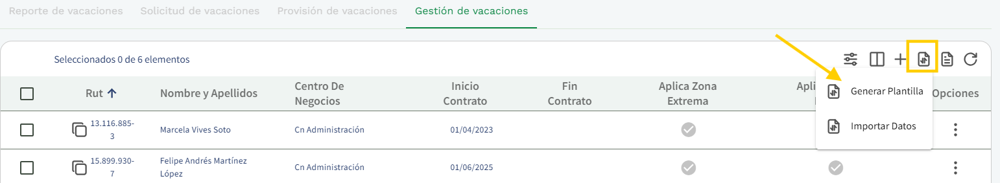 Reporte de vacaciones Solicitud de vacaciones Provisión de vacaciones Gestión de vacaciones
Seleccionados 0 de 6 elementos
Rut Nombre y Apellidos Centro De Negocios Inicio Contrato Fin Contrato Aplica Zona Extrema Opciones
Generar Plantilla
Importar Datos
13.116.885-3 Marcela Vives Soto Cn Administración 01/04/2023
15.899.930-7 Felipe Andrés Martínez López Cn Administración 01/06/2025